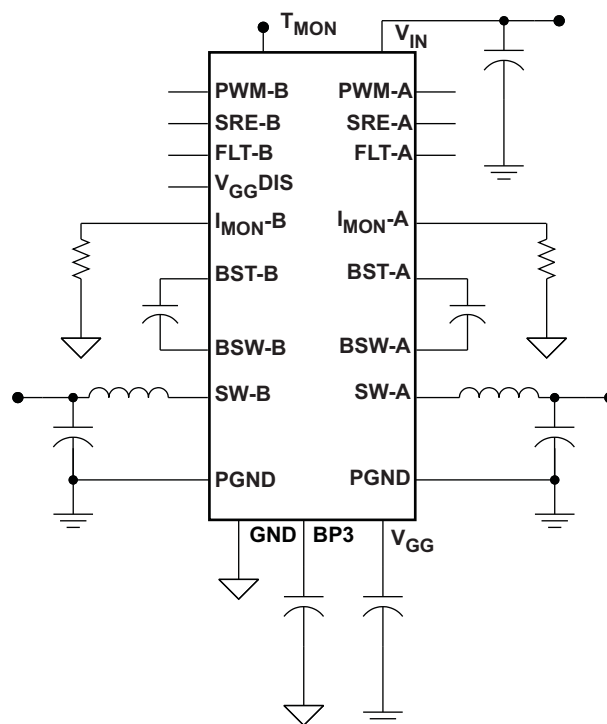 TMON
VIN
PWM-B PWM-A
SRE-B SRE-A
FLT-B FLT-A
VGGDIS
IMON-B IMON-A
BST-B BST-A
BSW-B BSW-A
SW-B SW-A
PGND PGND
GND BP3 VGG